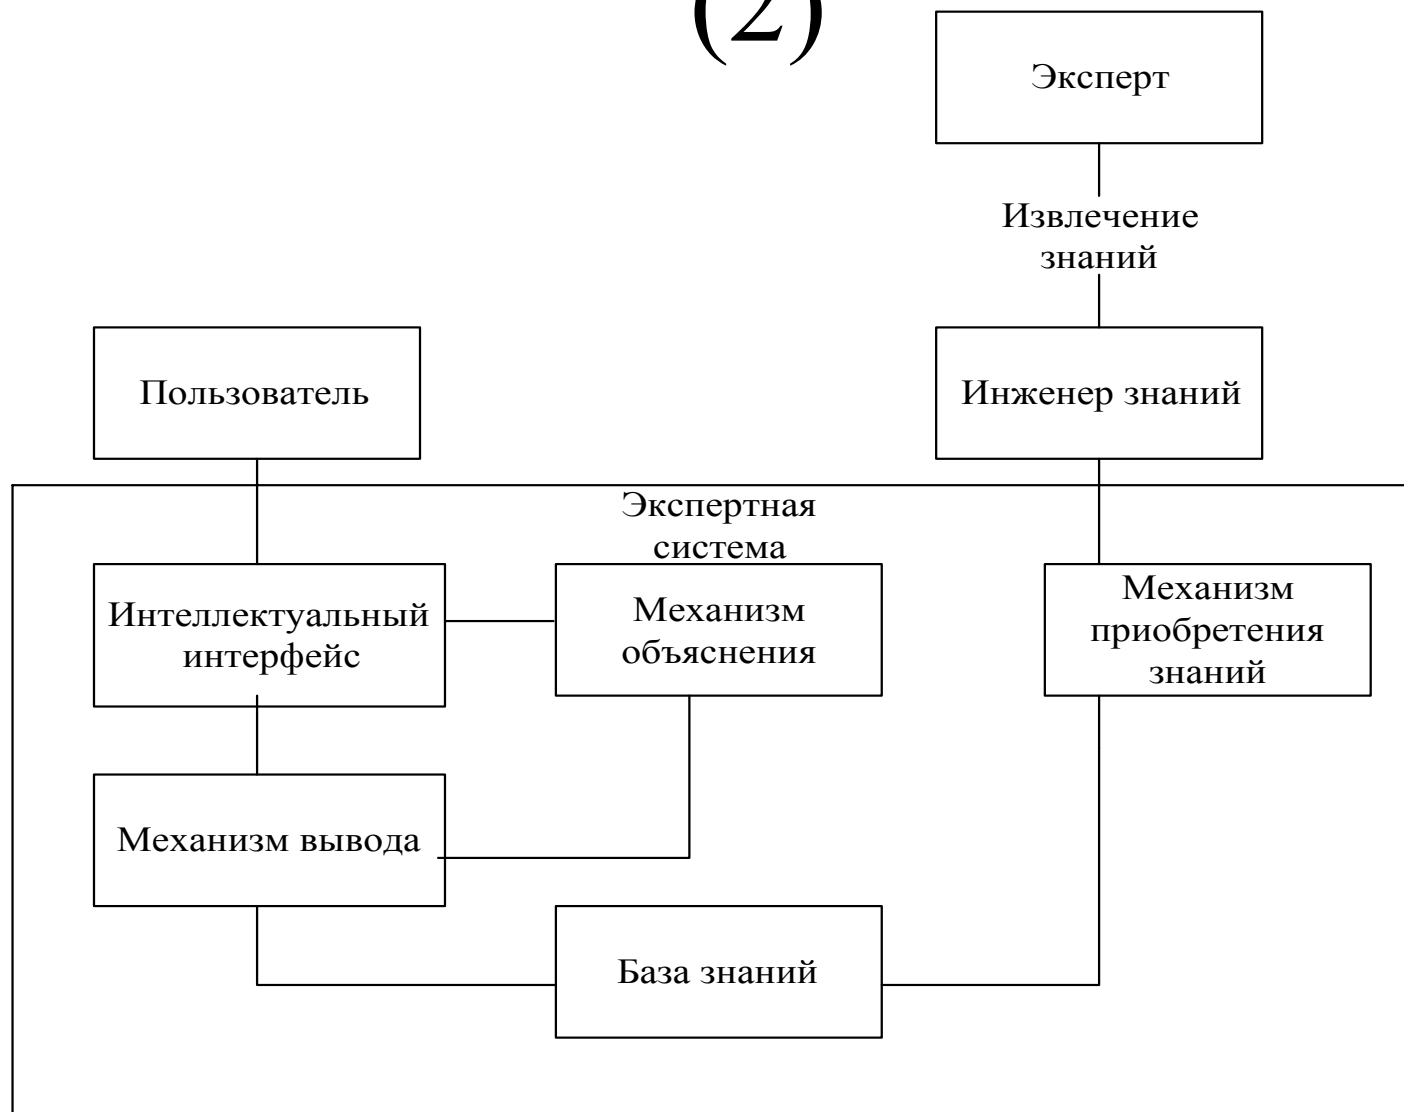 (2)
Эксперт
Извлечение
знаний
Пользователь
Инженер знаний
Экспертная
система
Интеллектуальный
интерфейс
Механизм
объяснения
Механизм
приобретения
знаний
Механизм вывода
База знаний